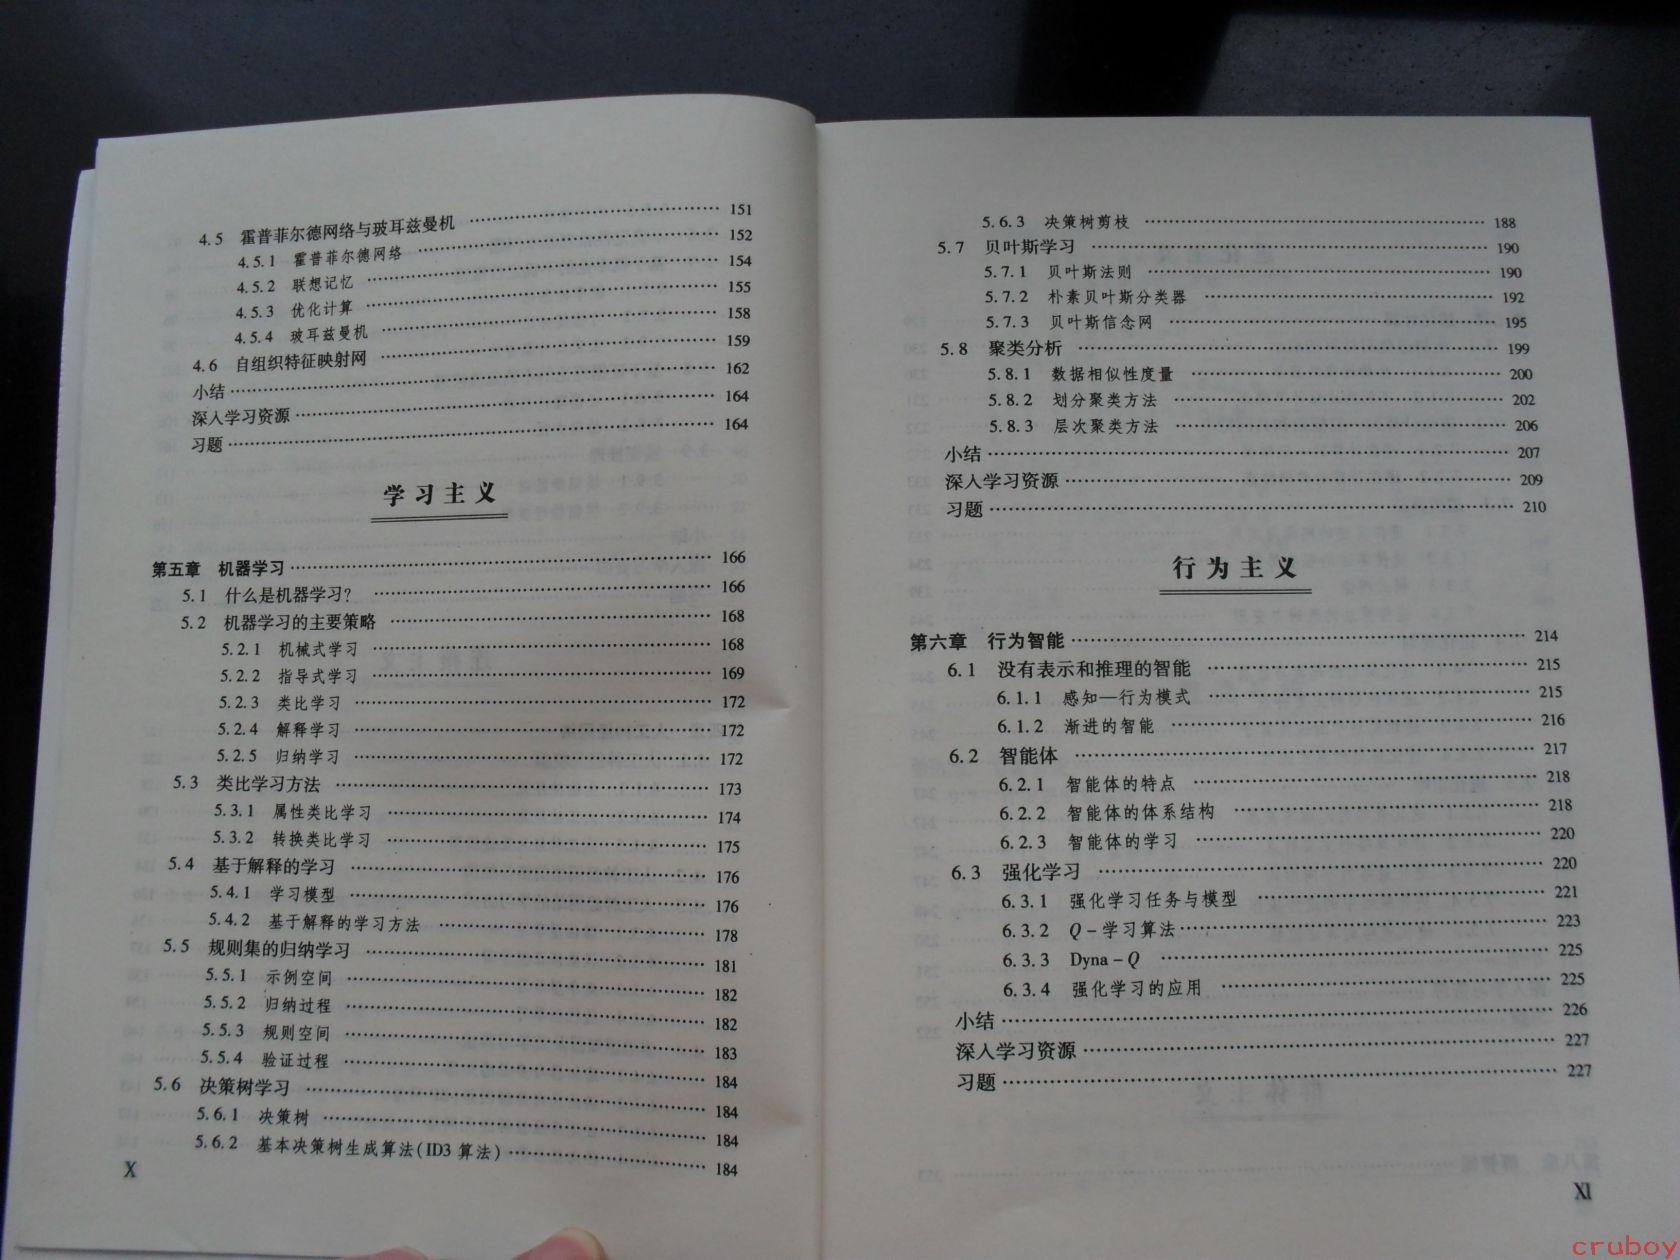 4.5 霍普菲尔德网络与玻耳兹曼机 …… 151
4.5.1 霍普菲尔德网络 …… 152
4.5.2 联想记忆 …… 154
4.5.3 优化计算 …… 155
4.5.4 玻耳兹曼机 …… 158
4.6 自组织特征映射网 …… 159
小结 …… 162
深入学习资源 …… 164
习题 …… 164
学习主义
第五章 机器学习 …… 166
5.1 什么是机器学习? …… 166
5.2 机器学习的主要策略 …… 168
5.2.1 机械式学习 …… 168
5.2.2 指导式学习 …… 169
5.2.3 类比学习 …… 172
5.2.4 解释学习 …… 172
5.2.5 归纳学习 …… 172
5.3 类比学习方法 …… 173
5.3.1 属性类比学习 …… 174
5.3.2 转换类比学习 …… 175
5.4 基于解释的学习 …… 176
5.4.1 学习模型 …… 176
5.4.2 基于解释的学习方法 …… 178
5.5 规则集的归纳学习 …… 181
5.5.1 示例空间 …… 182
5.5.2 归纳过程 …… 182
5.5.3 规则空间 …… 183
5.5.4 验证过程 …… 184
5.6 决策树学习 …… 184
5.6.1 决策树 …… 184
5.6.2 基本决策树生成算法(ID3 算法) …… 184
X
5.6.3 决策树剪枝 …… 188
5.7 贝叶斯学习 …… 190
5.7.1 贝叶斯法则 …… 190
5.7.2 朴素贝叶斯分类器 …… 192
5.7.3 贝叶斯信念网 …… 195
5.8 聚类分析 …… 199
5.8.1 数据相似性度量 …… 200
5.8.2 划分聚类方法 …… 202
5.8.3 层次聚类方法 …… 206
小结 …… 207
深入学习资源 …… 209
习题 …… 210
行为主义
第六章 行为智能 …… 214
6.1 没有表示和推理的智能 …… 215
6.1.1 感知—行为模式 …… 215
6.1.2 渐进的智能 …… 216
6.2 智能体 …… 217
6.2.1 智能体的特点 …… 218
6.2.2 智能体的体系结构 …… 218
6.2.3 智能体的学习 …… 220
6.3 强化学习 …… 220
6.3.1 强化学习任务与模型 …… 221
6.3.2 Q-学习算法 …… 223
6.3.3 Dyna-Q …… 225
6.3.4 强化学习的应用 …… 225
小结 …… 226
深入学习资源 …… 227
习题 …… 227
XI
cruboy